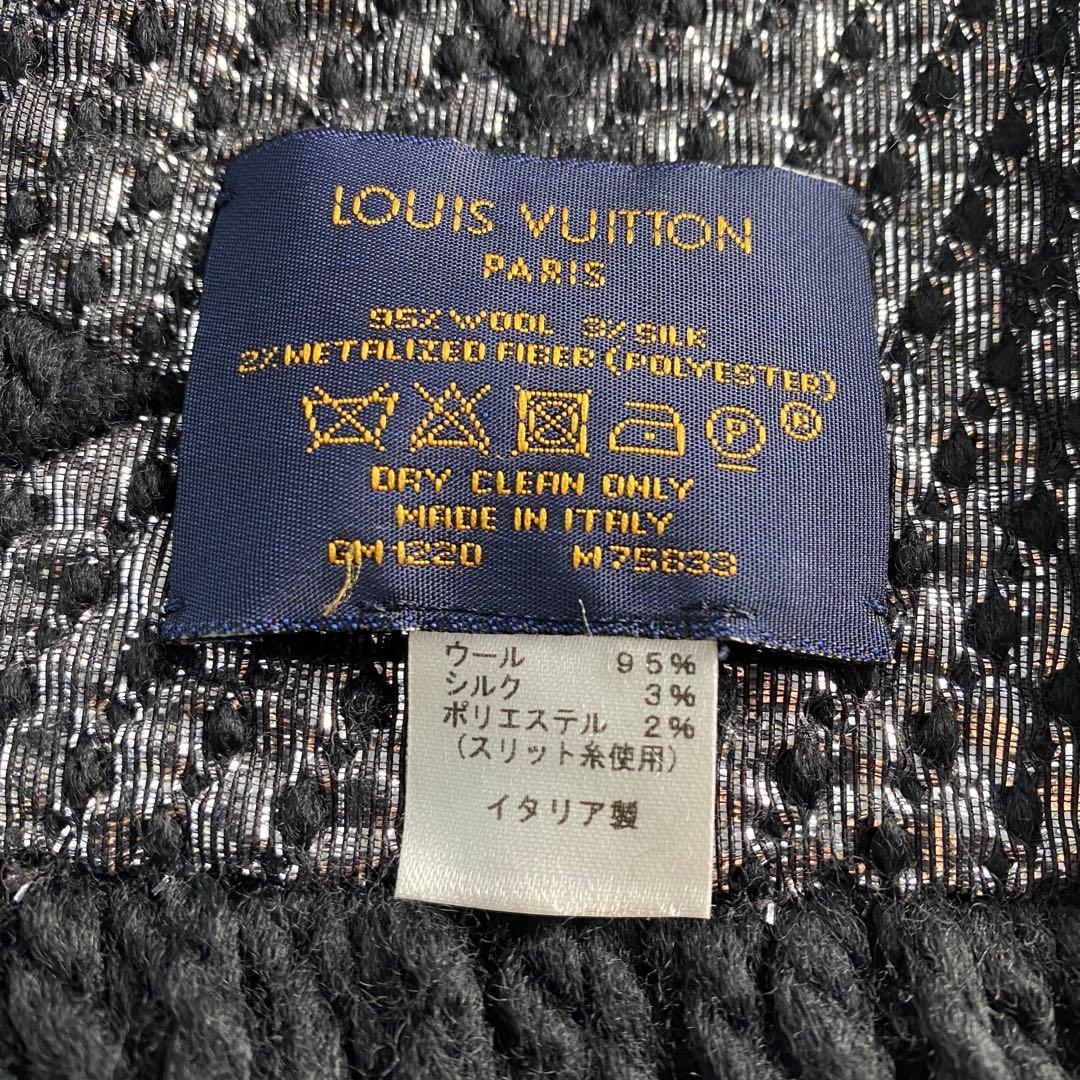 LOUIS VUITTON
PARIS
95% WOOL 3% SILK
2% METALIZED FIBER (POLYESTER)
P ®
DRY CLEAN ONLY
MADE IN ITALY
GM1220 M75833
ウール 95%
シルク 3%
ポリエステル 2%
(スリット糸使用)
イタリア製